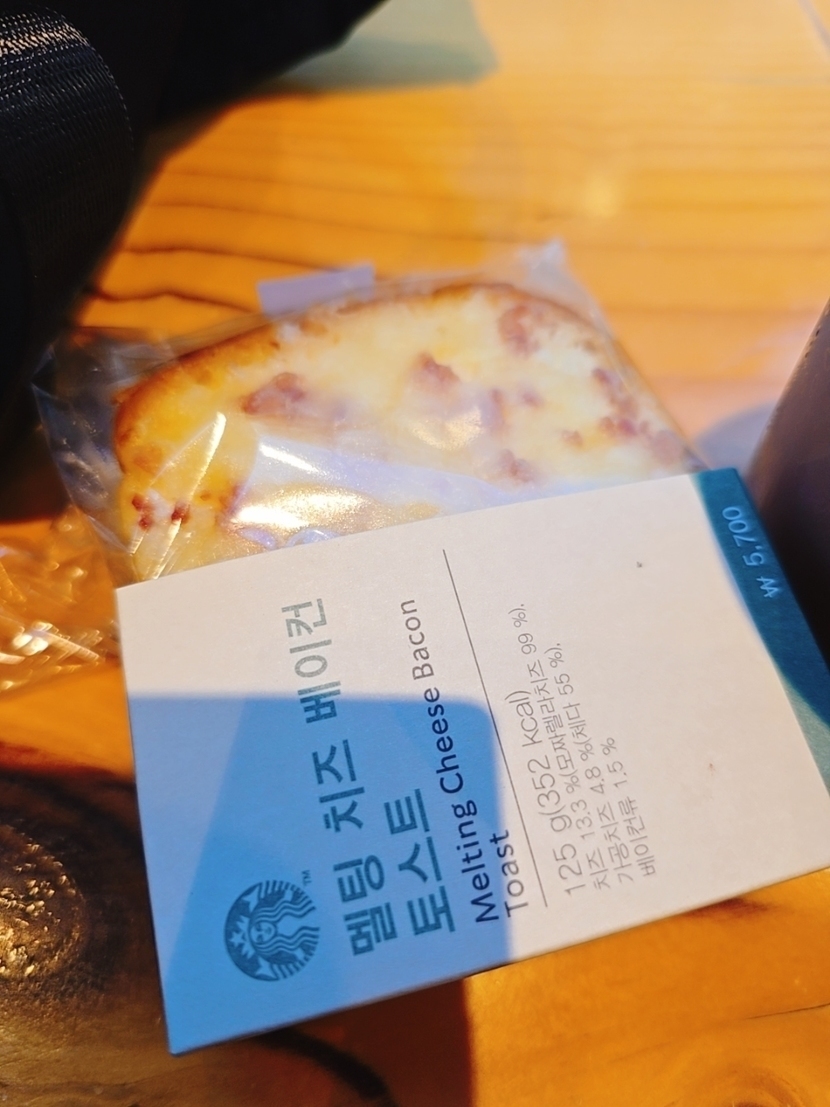 멜팅 치즈 베이컨
토스트
Melting Cheese Bacon
Toast
125 g(352 kcal)
치즈 13.3 %(모짜렐라치즈 99 %),
가공치즈 4.8 %(체다 55 %),
베이컨류 1.5 %
₩ 5,700
TM